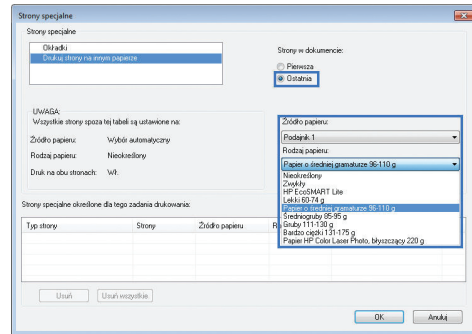 Strony specjalne
Strony specjalne
Okładki
Drukuj strony na innym papierze
Strony w dokumencie:
Pierwsza
Ostatnia
UWAGA:
Wszystkie strony spoza tej tabeli są ustawione na:
Źródło papieru: Wybór automatyczny
Rodzaj papieru: Nieokreślony
Druk na obu stronach: Wł.
Źródło papieru:
Podajnik 1
Rodzaj papieru:
Papier o średniej gramaturze 96-110 g
Nieokreślony
Zwykły
HP EcoSMART Lite
Lekki 60-74 g
Papier o średniej gramaturze 96-110 g
Średniogruby 85-95 g
Gruby 111-130 g
Bardzo ciężki 131-175 g
Papier HP Color Laser Photo, błyszczący 220 g
Strony specjalne określone dla tego zadania drukowania:
Typ strony Strony Źródło papieru
Usuń Usuń wszystkie
OK Anuluj